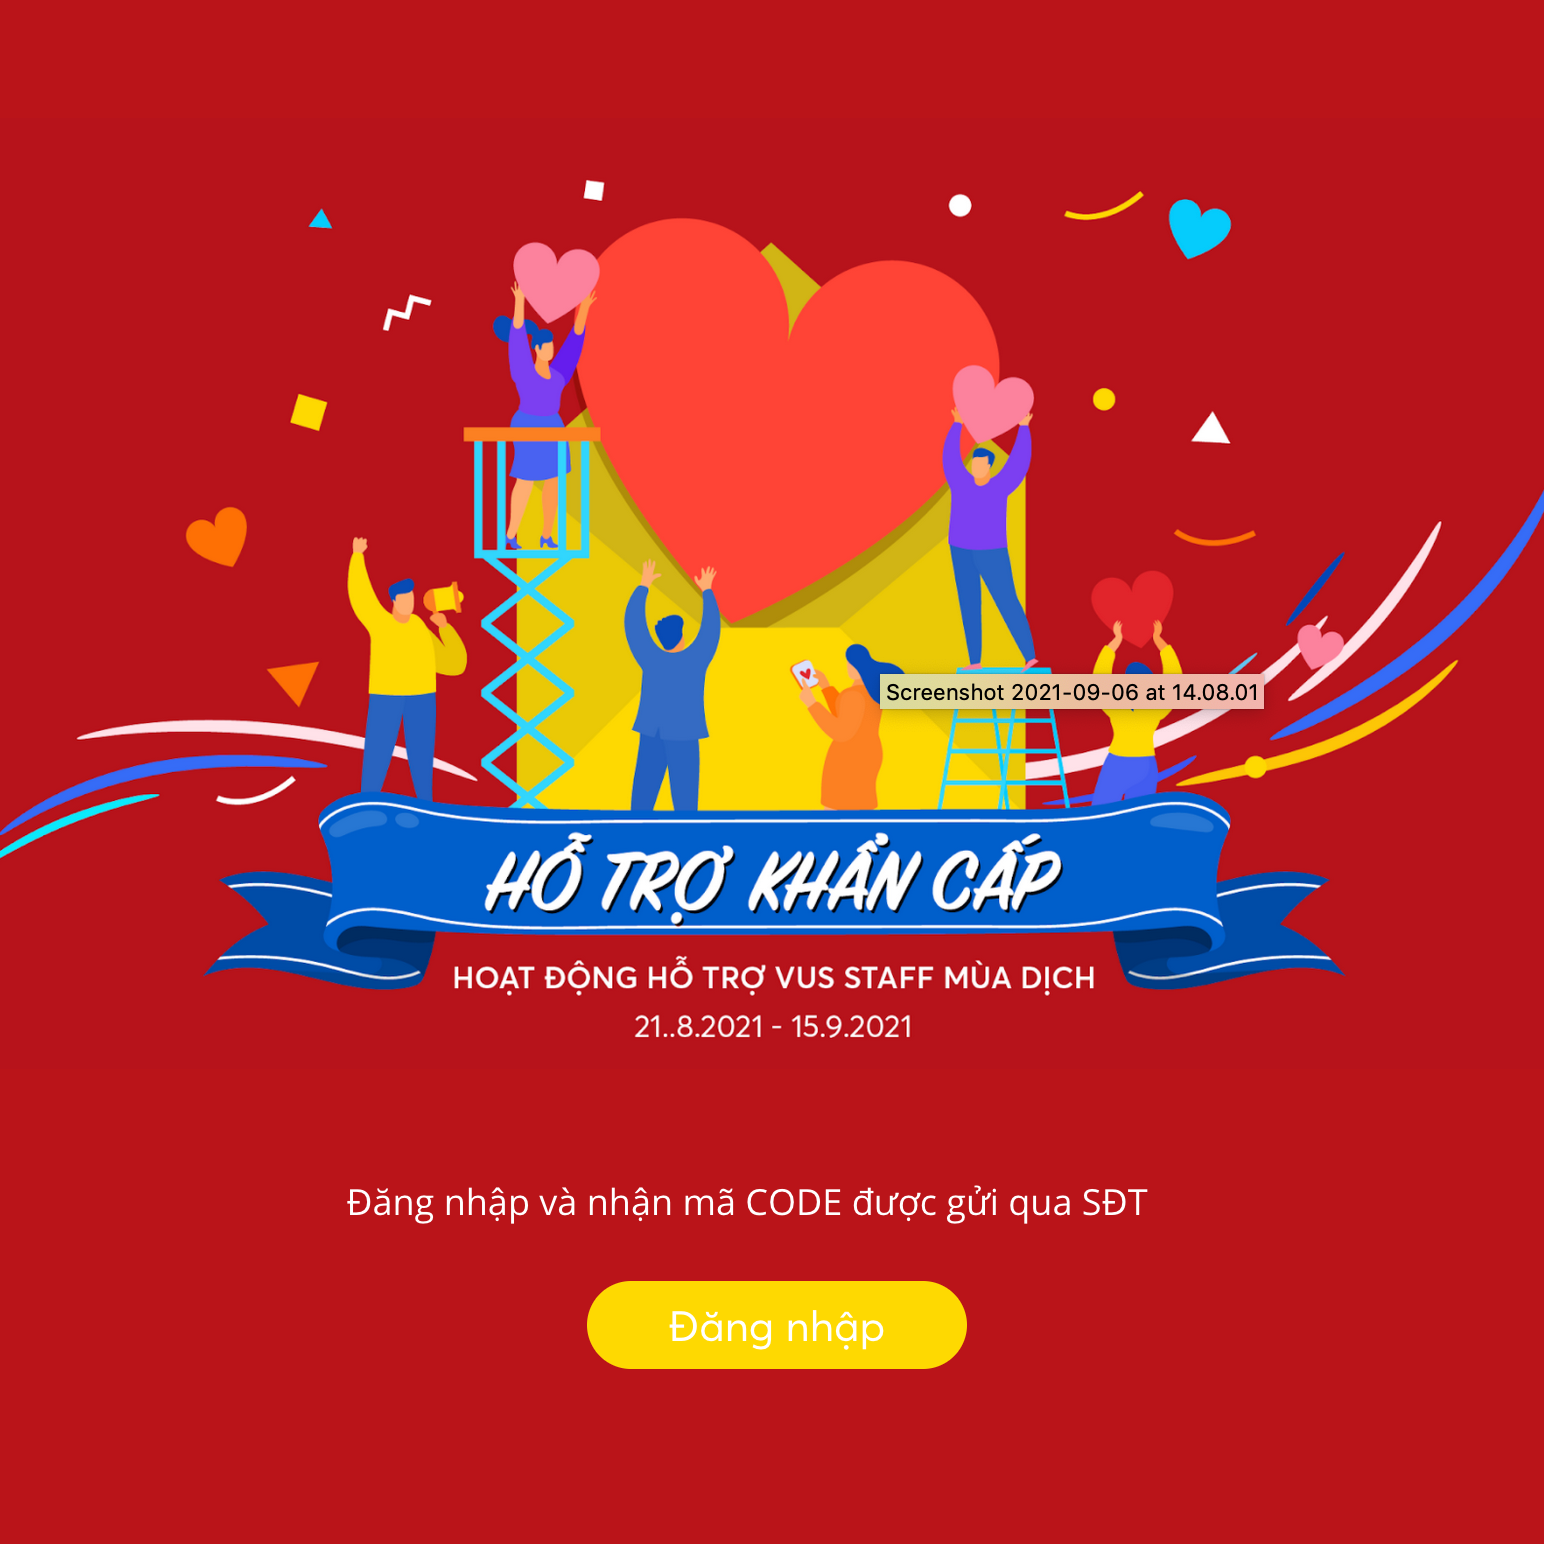 Screenshot 2021-09-06 at 14.08.01
HỖ TRỢ KHẨN CẤP
HOẠT ĐỘNG HỖ TRỢ VUS STAFF MÙA DỊCH
21..8.2021 - 15.9.2021
Đăng nhập và nhận mã CODE được gửi qua SĐT
Đăng nhập